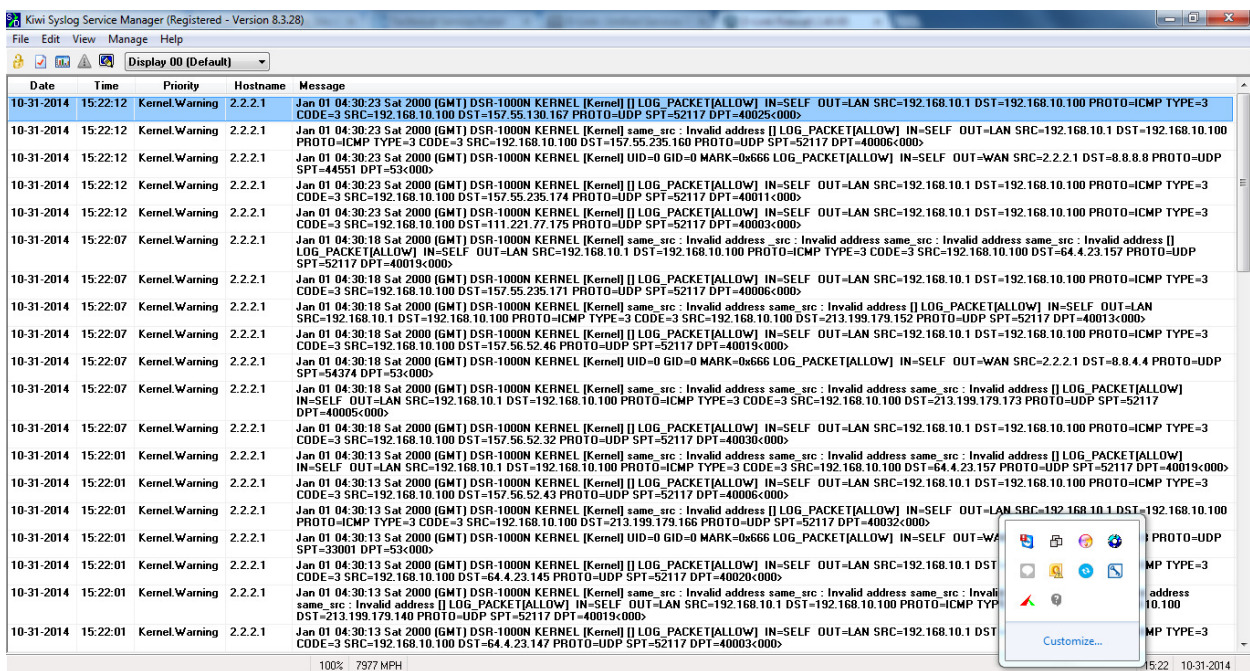 Kiwi Syslog Service Manager (Registered - Version 8.3.28)
File Edit View Manage Help
Display 00 (Default)
Date Time Priority Hostname Message
10-31-2014 15:22:12 Kernel.Warning 2.2.2.1 Jan 01 04:30:23 Sat 2000 (GMT) DSR-1000N KERNEL [Kernel] [] LOG_PACKET[ALLOW] IN=SELF OUT=LAN SRC=192.168.10.1 DST=192.168.10.100 PROTO=ICMP TYPE=3
CODE=3 SRC=192.168.10.100 DST=157.55.130.167 PROTO=UDP SPT=52117 DPT=40025<000>
10-31-2014 15:22:12 Kernel.Warning 2.2.2.1 Jan 01 04:30:23 Sat 2000 (GMT) DSR-1000N KERNEL [Kernel] same_src : Invalid address [] LOG_PACKET[ALLOW] IN=SELF OUT=LAN SRC=192.168.10.1 DST=192.168.10.100
PROTO=ICMP TYPE=3 CODE=3 SRC=192.168.10.100 DST=157.55.235.160 PROTO=UDP SPT=52117 DPT=40006<000>
10-31-2014 15:22:12 Kernel.Warning 2.2.2.1 Jan 01 04:30:23 Sat 2000 (GMT) DSR-1000N KERNEL [Kernel] UID=0 GID=0 MARK=0x666 LOG_PACKET[ALLOW] IN=SELF OUT=WAN SRC=2.2.2.1 DST=8.8.8.8 PROTO=UDP
SPT=44551 DPT=53<000>
10-31-2014 15:22:12 Kernel.Warning 2.2.2.1 Jan 01 04:30:23 Sat 2000 (GMT) DSR-1000N KERNEL [Kernel] [] LOG_PACKET[ALLOW] IN=SELF OUT=LAN SRC=192.168.10.1 DST=192.168.10.100 PROTO=ICMP TYPE=3
CODE=3 SRC=192.168.10.100 DST=157.55.235.174 PROTO=UDP SPT=52117 DPT=40011<000>
10-31-2014 15:22:12 Kernel.Warning 2.2.2.1 Jan 01 04:30:23 Sat 2000 (GMT) DSR-1000N KERNEL [Kernel] [] LOG_PACKET[ALLOW] IN=SELF OUT=LAN SRC=192.168.10.1 DST=192.168.10.100 PROTO=ICMP TYPE=3
CODE=3 SRC=192.168.10.100 DST=111.221.77.175 PROTO=UDP SPT=52117 DPT=40003<000>
10-31-2014 15:22:07 Kernel.Warning 2.2.2.1 Jan 01 04:30:18 Sat 2000 (GMT) DSR-1000N KERNEL [Kernel] same_src : Invalid address _src : Invalid address same_src : Invalid address same_src : Invalid address []
LOG_PACKET[ALLOW] IN=SELF OUT=LAN SRC=192.168.10.1 DST=192.168.10.100 PROTO=ICMP TYPE=3 CODE=3 SRC=192.168.10.100 DST=64.4.23.157 PROTO=UDP
SPT=52117 DPT=40019<000>
10-31-2014 15:22:07 Kernel.Warning 2.2.2.1 Jan 01 04:30:18 Sat 2000 (GMT) DSR-1000N KERNEL [Kernel] [] LOG_PACKET[ALLOW] IN=SELF OUT=LAN SRC=192.168.10.1 DST=192.168.10.100 PROTO=ICMP TYPE=3
CODE=3 SRC=192.168.10.100 DST=157.55.235.171 PROTO=UDP SPT=52117 DPT=40006<000>
10-31-2014 15:22:07 Kernel.Warning 2.2.2.1 Jan 01 04:30:18 Sat 2000 (GMT) DSR-1000N KERNEL [Kernel] same_src : Invalid address same_src : Invalid address [] LOG_PACKET[ALLOW] IN=SELF OUT=LAN
SRC=192.168.10.1 DST=192.168.10.100 PROTO=ICMP TYPE=3 CODE=3 SRC=192.168.10.100 DST=213.199.179.152 PROTO=UDP SPT=52117 DPT=40013<000>
10-31-2014 15:22:07 Kernel.Warning 2.2.2.1 Jan 01 04:30:18 Sat 2000 (GMT) DSR-1000N KERNEL [Kernel] [] LOG_PACKET[ALLOW] IN=SELF OUT=LAN SRC=192.168.10.1 DST=192.168.10.100 PROTO=ICMP TYPE=3
CODE=3 SRC=192.168.10.100 DST=157.56.52.46 PROTO=UDP SPT=52117 DPT=40019<000>
10-31-2014 15:22:07 Kernel.Warning 2.2.2.1 Jan 01 04:30:18 Sat 2000 (GMT) DSR-1000N KERNEL [Kernel] UID=0 GID=0 MARK=0x666 LOG_PACKET[ALLOW] IN=SELF OUT=WAN SRC=2.2.2.1 DST=8.8.4.4 PROTO=UDP
SPT=54374 DPT=53<000>
10-31-2014 15:22:07 Kernel.Warning 2.2.2.1 Jan 01 04:30:18 Sat 2000 (GMT) DSR-1000N KERNEL [Kernel] same_src : Invalid address same_src : Invalid address same_src : Invalid address [] LOG_PACKET[ALLOW]
IN=SELF OUT=LAN SRC=192.168.10.1 DST=192.168.10.100 PROTO=ICMP TYPE=3 CODE=3 SRC=192.168.10.100 DST=213.199.179.173 PROTO=UDP SPT=52117
DPT=40005<000>
10-31-2014 15:22:07 Kernel.Warning 2.2.2.1 Jan 01 04:30:18 Sat 2000 (GMT) DSR-1000N KERNEL [Kernel] [] LOG_PACKET[ALLOW] IN=SELF OUT=LAN SRC=192.168.10.1 DST=192.168.10.100 PROTO=ICMP TYPE=3
CODE=3 SRC=192.168.10.100 DST=157.56.52.32 PROTO=UDP SPT=52117 DPT=40030<000>
10-31-2014 15:22:01 Kernel.Warning 2.2.2.1 Jan 01 04:30:13 Sat 2000 (GMT) DSR-1000N KERNEL [Kernel] same_src : Invalid address same_src : Invalid address same_src : Invalid address [] LOG_PACKET[ALLOW]
IN=SELF OUT=LAN SRC=192.168.10.1 DST=192.168.10.100 PROTO=ICMP TYPE=3 CODE=3 SRC=192.168.10.100 DST=64.4.23.157 PROTO=UDP SPT=52117 DPT=40019<000>
10-31-2014 15:22:01 Kernel.Warning 2.2.2.1 Jan 01 04:30:13 Sat 2000 (GMT) DSR-1000N KERNEL [Kernel] [] LOG_PACKET[ALLOW] IN=SELF OUT=LAN SRC=192.168.10.1 DST=192.168.10.100 PROTO=ICMP TYPE=3
CODE=3 SRC=192.168.10.100 DST=157.56.52.43 PROTO=UDP SPT=52117 DPT=40006<000>
10-31-2014 15:22:01 Kernel.Warning 2.2.2.1 Jan 01 04:30:13 Sat 2000 (GMT) DSR-1000N KERNEL [Kernel] same_src : Invalid address [] LOG_PACKET[ALLOW] IN=SELF OUT=LAN SRC=192.168.10.1 DST=192.168.10.100
PROTO=ICMP TYPE=3 CODE=3 SRC=192.168.10.100 DST=213.199.179.166 PROTO=UDP SPT=52117 DPT=40032<000>
10-31-2014 15:22:01 Kernel.Warning 2.2.2.1 Jan 01 04:30:13 Sat 2000 (GMT) DSR-1000N KERNEL [Kernel] UID=0 GID=0 MARK=0x666 LOG_PACKET[ALLOW] IN=SELF PROTO=UDP
SPT=33001 DPT=53<000>
10-31-2014 15:22:01 Kernel.Warning 2.2.2.1 Jan 01 04:30:13 Sat 2000 (GMT) DSR-1000N KERNEL [Kernel] [] LOG_PACKET[ALLOW] IN=SELF OUT=LAN SRC=192.168.10.1 DST MP TYPE=3
CODE=3 SRC=192.168.10.100 DST=64.4.23.145 PROTO=UDP SPT=52117 DPT=40020<000>
10-31-2014 15:22:01 Kernel.Warning 2.2.2.1 Jan 01 04:30:13 Sat 2000 (GMT) DSR-1000N KERNEL [Kernel] same_src : Invalid address same_src : Invalid address same_src : Invali address
same_src : Invalid address [] LOG_PACKET[ALLOW] IN=SELF OUT=LAN SRC=192.168.10.1 DST=192.168.10.100 PROTO=ICMP TYP 10.100
DST=213.199.179.140 PROTO=UDP SPT=52117 DPT=40019<000>
10-31-2014 15:22:01 Kernel.Warning 2.2.2.1 Jan 01 04:30:13 Sat 2000 (GMT) DSR-1000N KERNEL [Kernel] [] LOG_PACKET[ALLOW] IN=SELF OUT=LAN SRC=192.168.10.1 DST MP TYPE=3
CODE=3 SRC=192.168.10.100 DST=64.4.23.147 PROTO=UDP SPT=52117 DPT=40003<000>
Customize...
100% 7977 MPH 15:22 10-31-2014